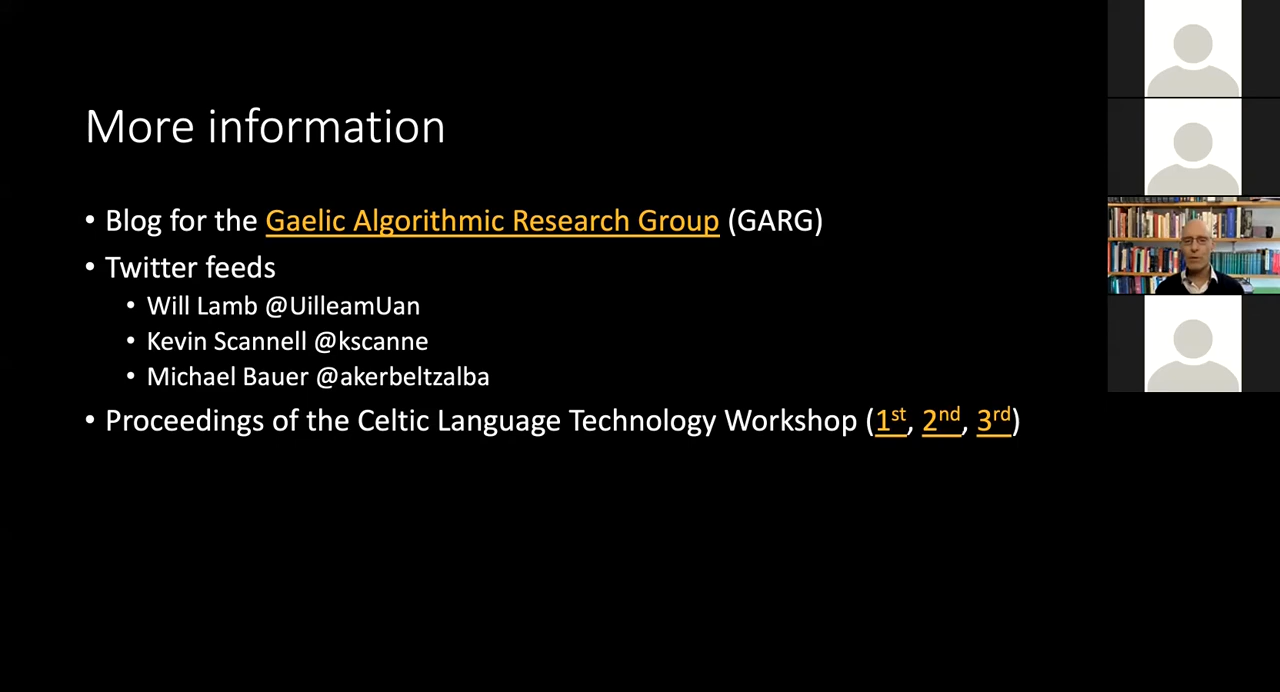 More information
• Blog for the Gaelic Algorithmic Research Group (GARG)
• Twitter feeds
• Will Lamb @UilleamUan
• Kevin Scannell @kscanne
• Michael Bauer @akerbeltzalba
• Proceedings of the Celtic Language Technology Workshop (1st, 2nd, 3rd)